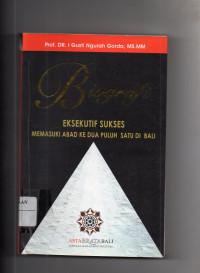 Prof. DR. I Gusti Ngurah Gorda, MS.MM
Biografi
EKSEKUTIF SUKSES
MEMASUKI ABAD KE DUA PULUH SATU DI BALI
ASTABRATA BALI